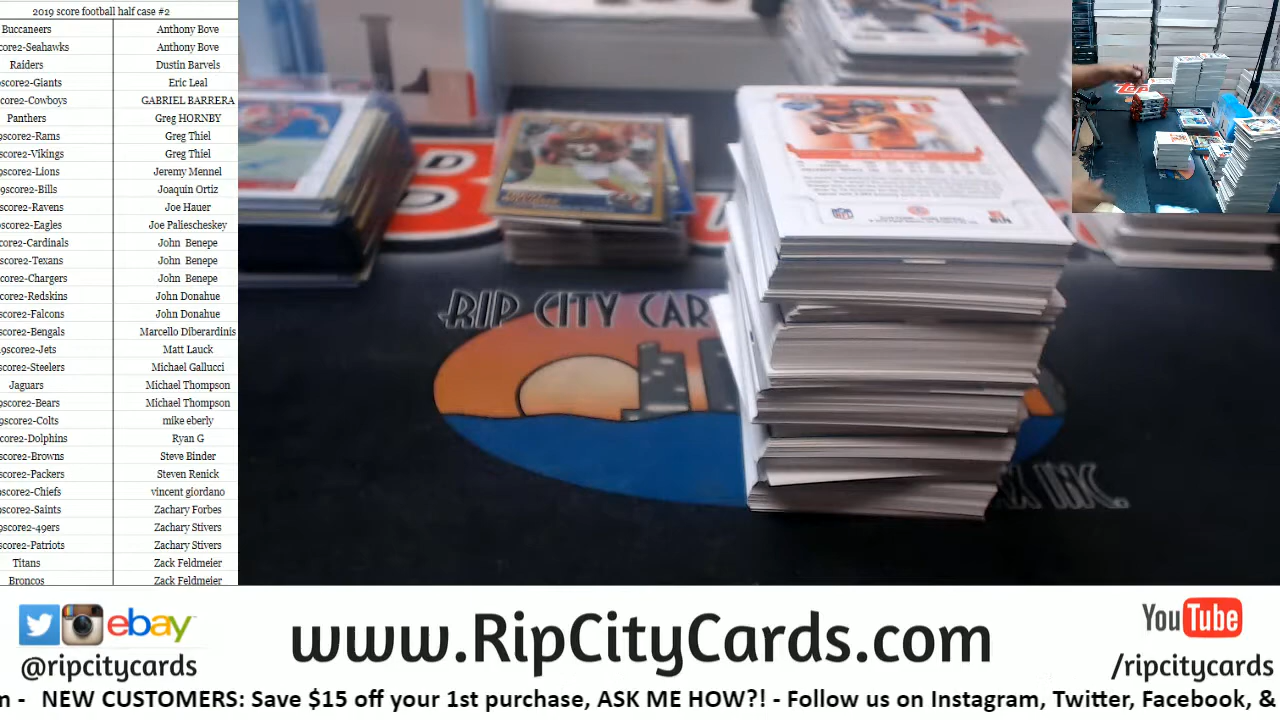 2019 score football half case #2
Buccaneers Anthony Bove
core2-Seahawks Anthony Bove
Raiders Dustin Barvels
score2-Giants Eric Leal
core2-Cowboys GABRIEL BARRERA
Panthers Greg HORNBY
9score2-Rams Greg Thiel
score2-Vikings Greg Thiel
9score2-Lions Jeremy Mennel
9score2-Bills Joaquin Ortiz
score2-Ravens Joe Hauer
score2-Eagles Joe Paliescheskey
core2-Cardinals John Benepe
score2-Texans John Benepe
core2-Chargers John Benepe
core2-Redskins John Donahue
core2-Falcons John Donahue
score2-Bengals Marcello Diberardinis
9score2-Jets Matt Lauck
score2-Steelers Michael Gallucci
Jaguars Michael Thompson
score2-Bears Michael Thompson
score2-Colts mike eberly
core2-Dolphins Ryan G
score2-Browns Steve Binder
score2-Packers Steven Renick
score2-Chiefs vincent giordano
score2-Saints Zachary Forbes
9score2-49ers Zachary Stivers
score2-Patriots Zachary Stivers
Titans Zack Feldmeier
Broncos Zack Feldmeier
RIP CITY CAR
INC.
NFL
ebay
@ripcitycards
www.RipCityCards.com
YouTube
/ripcitycards
m - NEW CUSTOMERS: Save $15 off your 1st purchase, ASK ME HOW?! - Follow us on Instagram, Twitter, Facebook, &